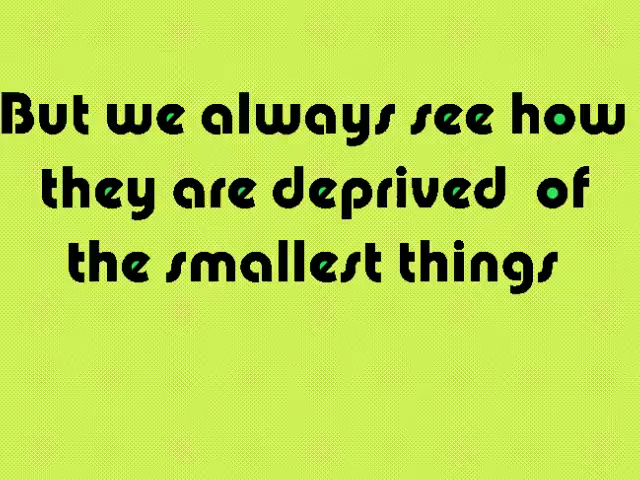 But we always see how
they are deprived of
the smallest things